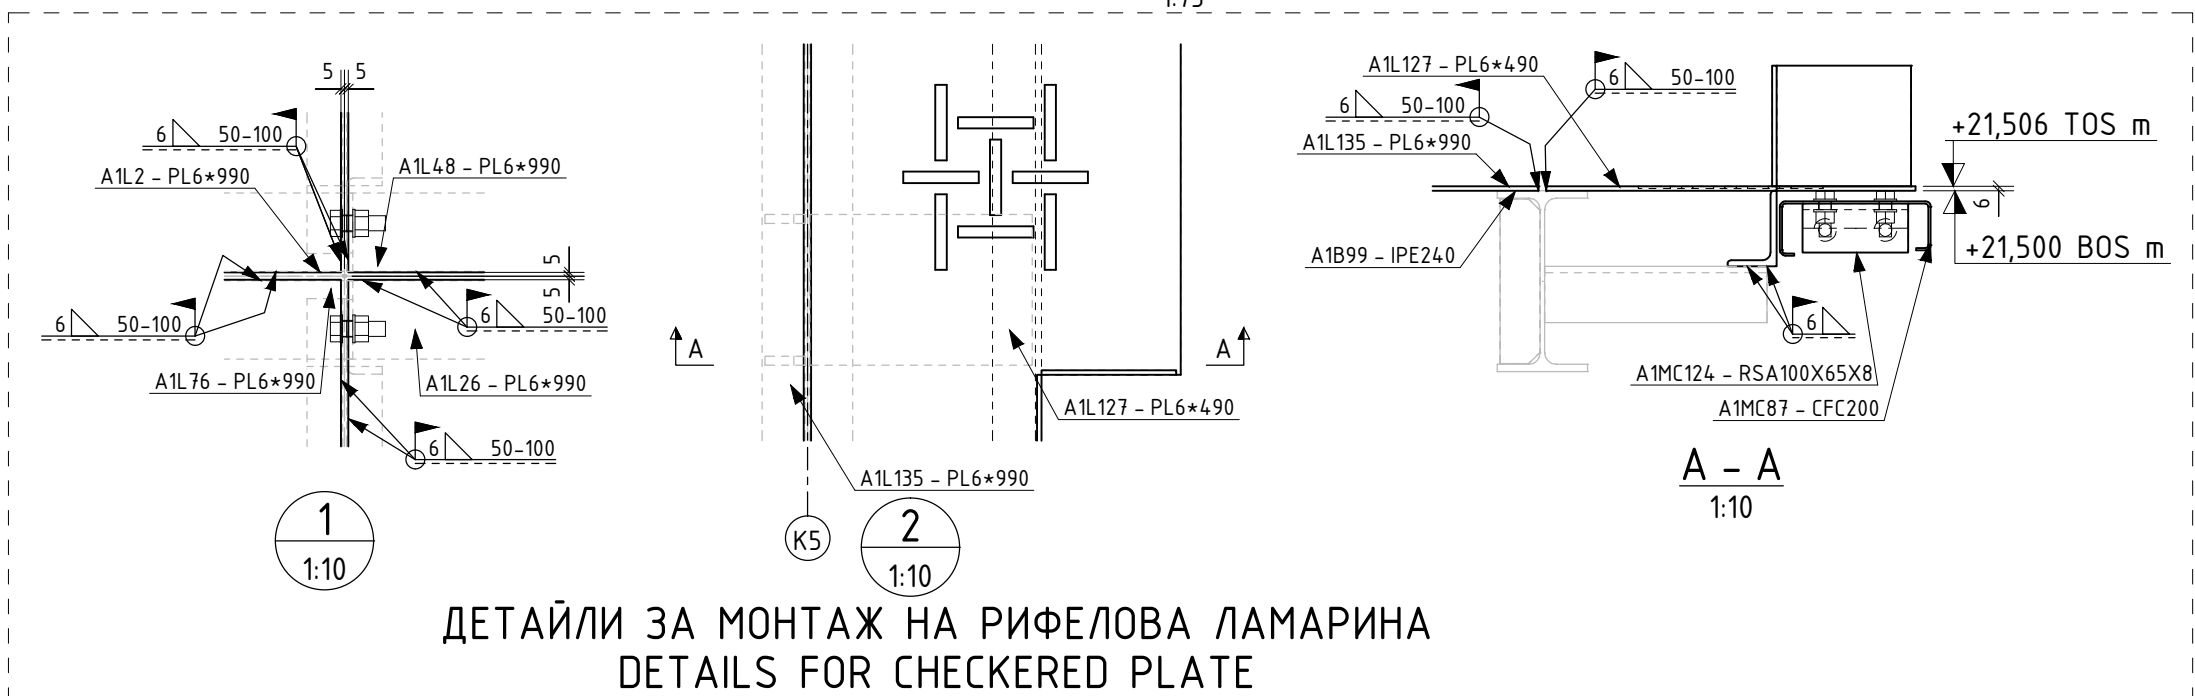 5 5
6 50-100
A1L2 - PL6*990
A1L48 - PL6*990
5
5
6 50-100
6 50-100
A1L76 - PL6*990
A1L26 - PL6*990
6 50-100
1
1:10
A
A
A1L127 - PL6*490
A1L135 - PL6*990
K5
2
1:10
A1L127 - PL6*490
6 50-100
6 50-100
A1L135 - PL6*990
+21,506 TOS m
6
+21,500 BOS m
A1B99 - IPE240
6
A1MC124 - RSA100X65X8
A1MC87 - CFC200
A - A
1:10
ДЕТАЙЛИ ЗА МОНТАЖ НА РИФЕЛОВА ЛАМАРИНА
DETAILS FOR CHECKERED PLATE